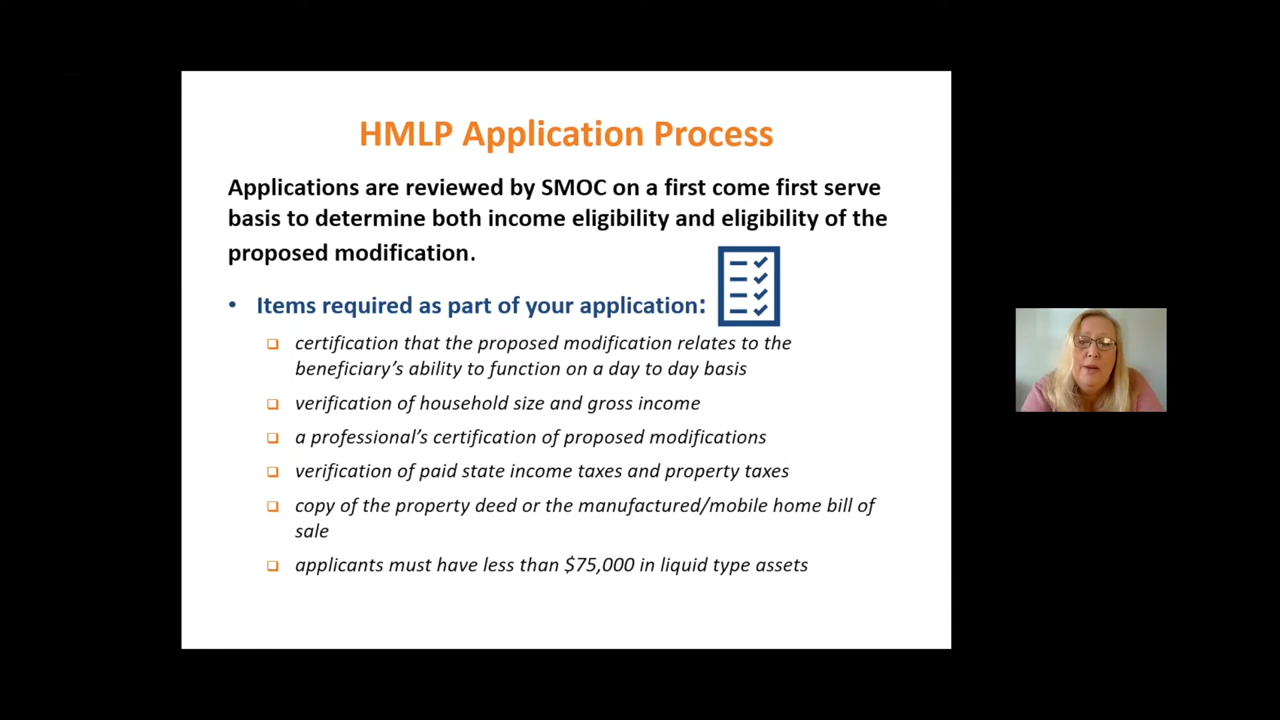 HMLP Application Process
Applications are reviewed by SMOC on a first come first serve
basis to determine both income eligibility and eligibility of the
proposed modification.
• Items required as part of your application:
❑ certification that the proposed modification relates to the
beneficiary's ability to function on a day to day basis
❑ verification of household size and gross income
❑ a professional's certification of proposed modifications
❑ verification of paid state income taxes and property taxes
❑ copy of the property deed or the manufactured/mobile home bill of
sale
❑ applicants must have less than $75,000 in liquid type assets